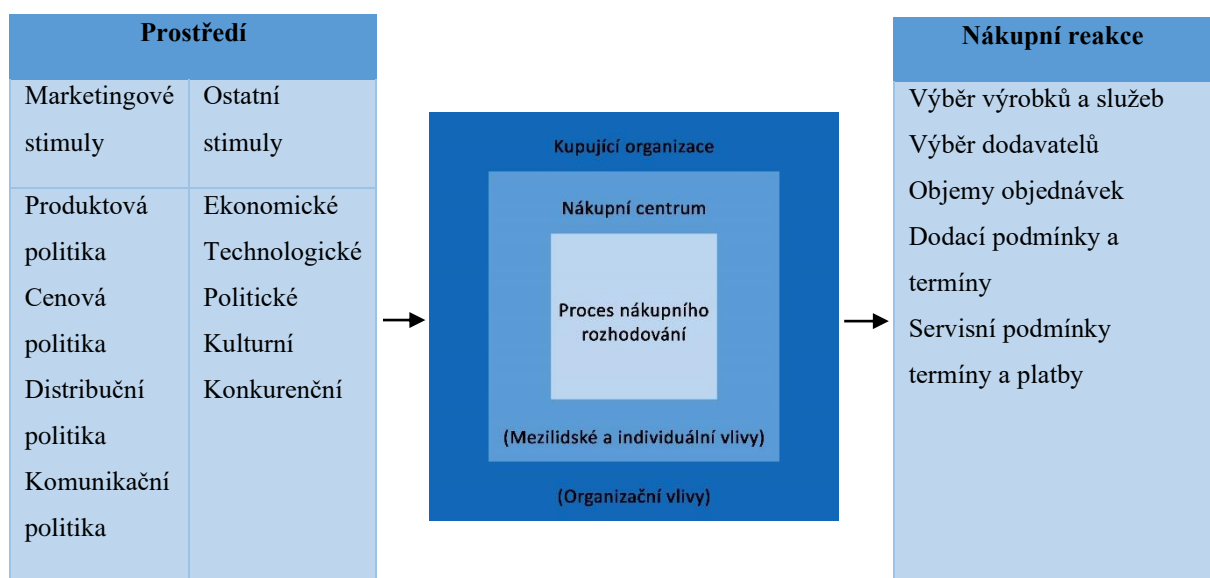 Prostředí
Marketingové
stimuly
Ostatní
stimuly
Produktová
politika
Cenová
politika
Distribuční
politika
Komunikační
politika
Ekonomické
Technologické
Politické
Kulturní
Konkurenční
Kupující organizace
Nákupní centrum
Proces nákupního
rozhodování
(Mezilidské a individuální vlivy)
(Organizační vlivy)
Nákupní reakce
Výběr výrobků a služeb
Výběr dodavatelů
Objemy objednávek
Dodací podmínky a
termíny
Servisní podmínky
termíny a platby